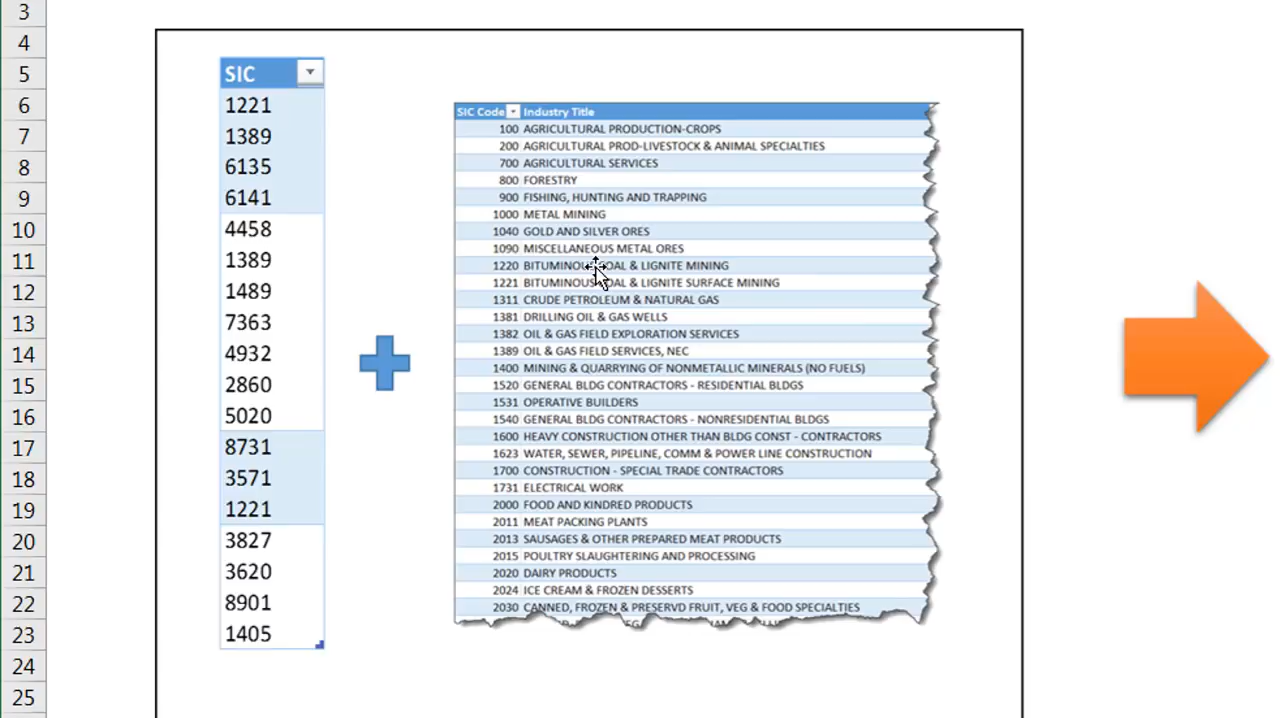 3
4
5
6
7
8
9
10
11
12
13
14
15
16
17
18
19
20
21
22
23
24
25
SIC
1221
1389
6135
6141
4458
1389
1489
7363
4932
2860
5020
8731
3571
1221
3827
3620
8901
1405
SIC Code Industry Title
100 AGRICULTURAL PRODUCTION-CROPS
200 AGRICULTURAL PROD-LIVESTOCK & ANIMAL SPECIALTIES
700 AGRICULTURAL SERVICES
800 FORESTRY
900 FISHING, HUNTING AND TRAPPING
1000 METAL MINING
1040 GOLD AND SILVER ORES
1090 MISCELLANEOUS METAL ORES
1220 BITUMINOUS COAL & LIGNITE MINING
1221 BITUMINOUS COAL & LIGNITE SURFACE MINING
1311 CRUDE PETROLEUM & NATURAL GAS
1381 DRILLING OIL & GAS WELLS
1382 OIL & GAS FIELD EXPLORATION SERVICES
1389 OIL & GAS FIELD SERVICES, NEC
1400 MINING & QUARRYING OF NONMETALLIC MINERALS (NO FUELS)
1520 GENERAL BLDG CONTRACTORS - RESIDENTIAL BLDGS
1531 OPERATIVE BUILDERS
1540 GENERAL BLDG CONTRACTORS - NONRESIDENTIAL BLDGS
1600 HEAVY CONSTRUCTION OTHER THAN BLDG CONST - CONTRACTORS
1623 WATER, SEWER, PIPELINE, COMM & POWER LINE CONSTRUCTION
1700 CONSTRUCTION - SPECIAL TRADE CONTRACTORS
1731 ELECTRICAL WORK
2000 FOOD AND KINDRED PRODUCTS
2011 MEAT PACKING PLANTS
2013 SAUSAGES & OTHER PREPARED MEAT PRODUCTS
2015 POULTRY SLAUGHTERING AND PROCESSING
2020 DAIRY PRODUCTS
2024 ICE CREAM & FROZEN DESSERTS
2030 CANNED, FROZEN & PRESERVD FRUIT, VEG & FOOD SPECIALTIES